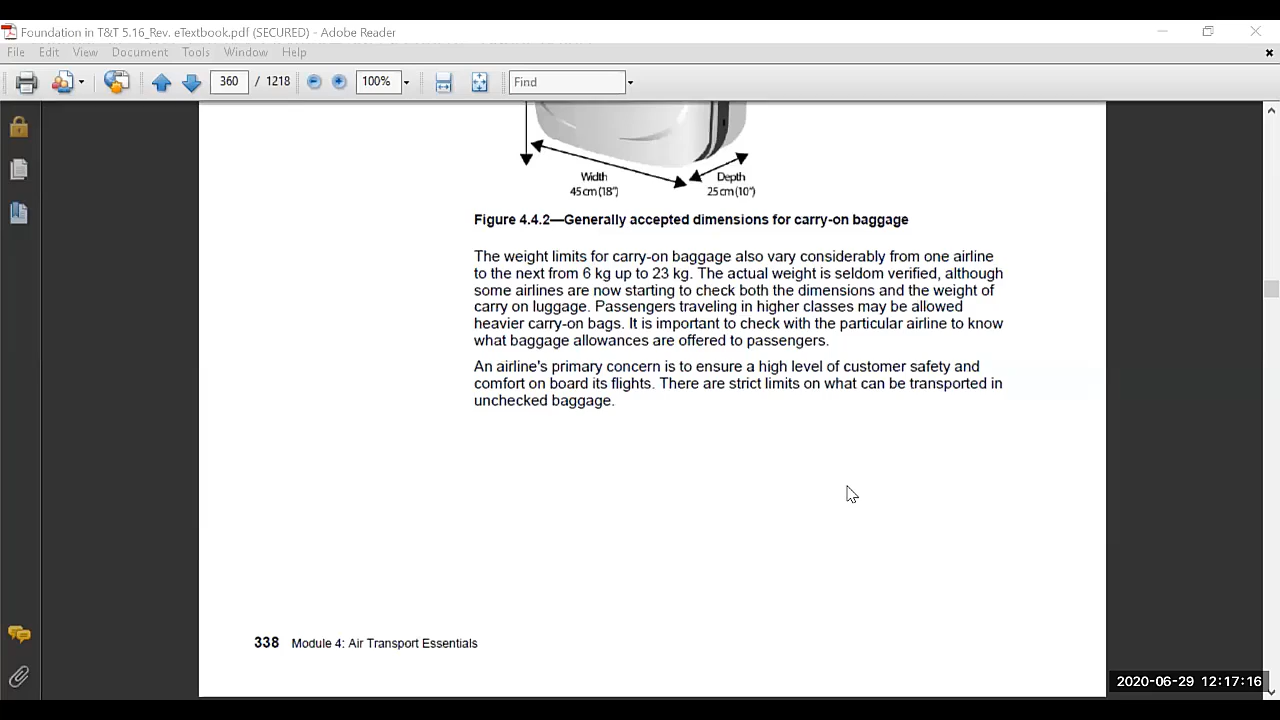 Foundation in T&T 5.16_Rev. eTextbook.pdf (SECURED) - Adobe Reader
File Edit View Document Tools Window Help
360 / 1218 100% Find
Width
45 cm (18")
Depth
25 cm (10")
Figure 4.4.2—Generally accepted dimensions for carry-on baggage
The weight limits for carry-on baggage also vary considerably from one airline
to the next from 6 kg up to 23 kg. The actual weight is seldom verified, although
some airlines are now starting to check both the dimensions and the weight of
carry on luggage. Passengers traveling in higher classes may be allowed
heavier carry-on bags. It is important to check with the particular airline to know
what baggage allowances are offered to passengers.
An airline's primary concern is to ensure a high level of customer safety and
comfort on board its flights. There are strict limits on what can be transported in
unchecked baggage.
338 Module 4: Air Transport Essentials
2020-06-29 12:17:16